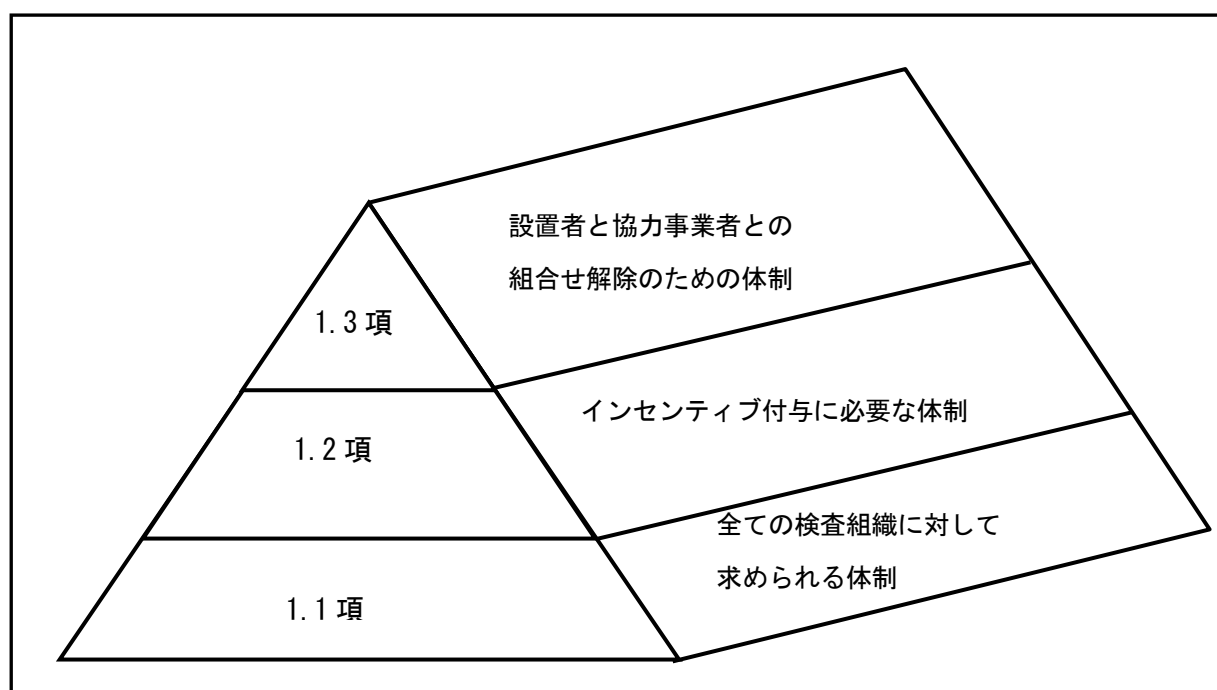 設置者と協力事業者との
組合せ解除のための体制
1.3 項
インセンティブ付与に必要な体制
1.2 項
全ての検査組織に対して
求められる体制
1.1 項